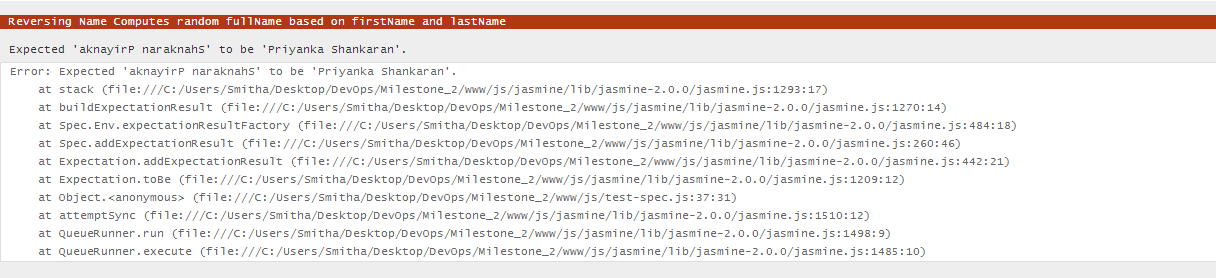 Reversing Name Computes random fullName based on firstName and lastName
Expected 'aknayirP naraknahS' to be 'Priyanka Shankaran'.
Error: Expected 'aknayirP naraknahS' to be 'Priyanka Shankaran'.
at stack (file:///C:/Users/Smitha/Desktop/DevOps/Milestone_2/www/js/jasmine/lib/jasmine-2.0.0/jasmine.js:1293:17)
at buildExpectationResult (file:///C:/Users/Smitha/Desktop/DevOps/Milestone_2/www/js/jasmine/lib/jasmine-2.0.0/jasmine.js:1270:14)
at Spec.Env.expectationResultFactory (file:///C:/Users/Smitha/Desktop/DevOps/Milestone_2/www/js/jasmine/lib/jasmine-2.0.0/jasmine.js:484:18)
at Spec.addExpectationResult (file:///C:/Users/Smitha/Desktop/DevOps/Milestone_2/www/js/jasmine/lib/jasmine-2.0.0/jasmine.js:260:46)
at Expectation.addExpectationResult (file:///C:/Users/Smitha/Desktop/DevOps/Milestone_2/www/js/jasmine/lib/jasmine-2.0.0/jasmine.js:442:21)
at Expectation.toBe (file:///C:/Users/Smitha/Desktop/DevOps/Milestone_2/www/js/jasmine/lib/jasmine-2.0.0/jasmine.js:1209:12)
at Object.<anonymous> (file:///C:/Users/Smitha/Desktop/DevOps/Milestone_2/www/js/test-spec.js:37:31)
at attemptSync (file:///C:/Users/Smitha/Desktop/DevOps/Milestone_2/www/js/jasmine/lib/jasmine-2.0.0/jasmine.js:1510:12)
at QueueRunner.run (file:///C:/Users/Smitha/Desktop/DevOps/Milestone_2/www/js/jasmine/lib/jasmine-2.0.0/jasmine.js:1498:9)
at QueueRunner.execute (file:///C:/Users/Smitha/Desktop/DevOps/Milestone_2/www/js/jasmine/lib/jasmine-2.0.0/jasmine.js:1485:10)